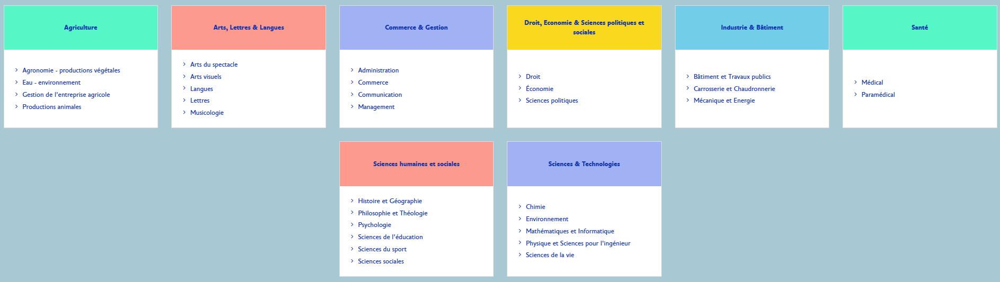 Agriculture
Agronomie - productions végétales
Eau - environnement
Gestion de l'entreprise agricole
Productions animales
Arts, Lettres & Langues
Arts du spectacle
Arts visuels
Langues
Lettres
Musicologie
Commerce & Gestion
Administration
Commerce
Communication
Management
Droit, Economie & Sciences politiques et
sociales
Droit
Économie
Sciences politiques
Industrie & Bâtiment
Bâtiment et Travaux publics
Carrosserie et Chaudronnerie
Mécanique et Energie
Santé
Médical
Paramédical
Sciences humaines et sociales
Histoire et Géographie
Philosophie et Théologie
Psychologie
Sciences de l'éducation
Sciences du sport
Sciences sociales
Sciences & Technologies
Chimie
Environnement
Mathématiques et Informatique
Physique et Sciences pour l'ingénieur
Sciences de la vie